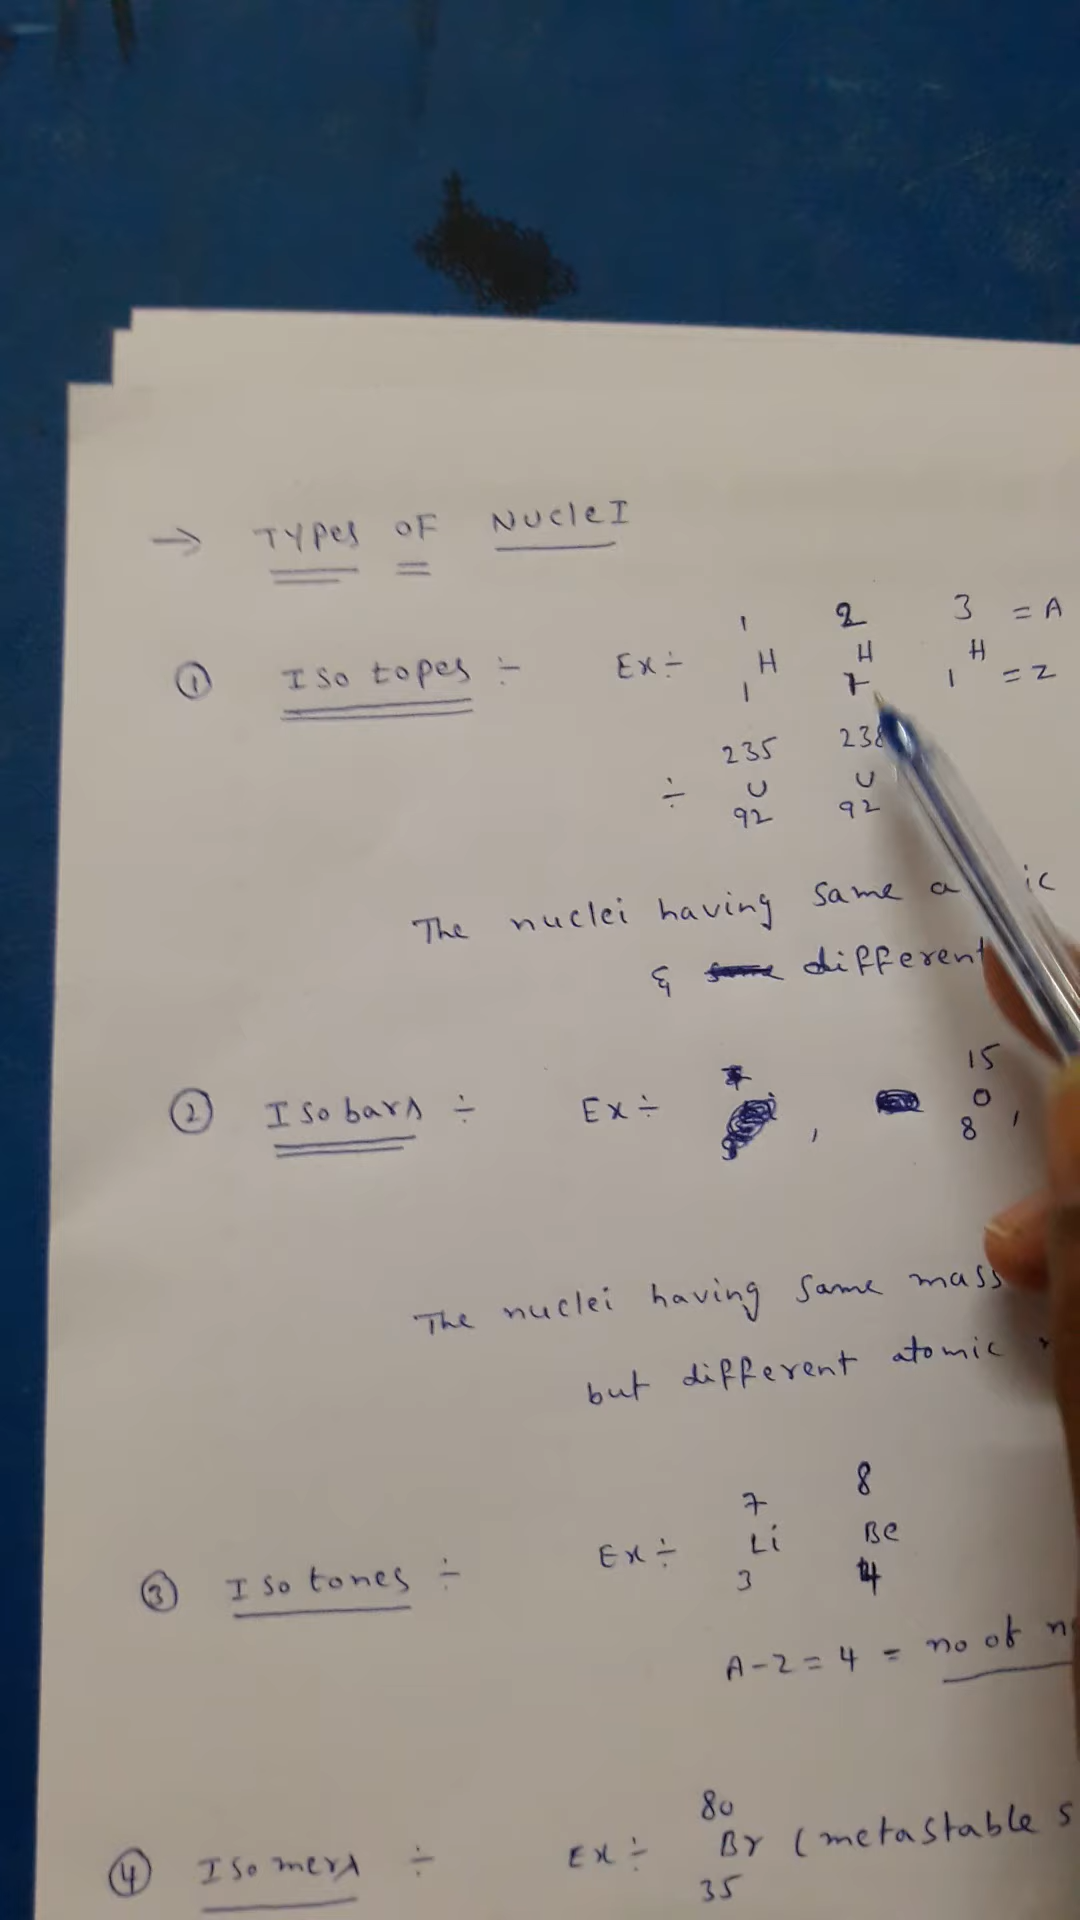 → Types OF NucleI
1 2 3 = A
① Isotopes ÷ Ex ÷ H H H
1 1 1 = Z
235 238
÷ U U
92 92
The nuclei having same
& different
15
② Isobars ÷ Ex ÷ , O
8 ,
The nuclei having same mass
but different atomic
7 8
③ Isotones ÷ Ex ÷ Li Be
3 4
A-Z = 4 = no of
80
④ Isomers ÷ Ex ÷ Br (metastable
35